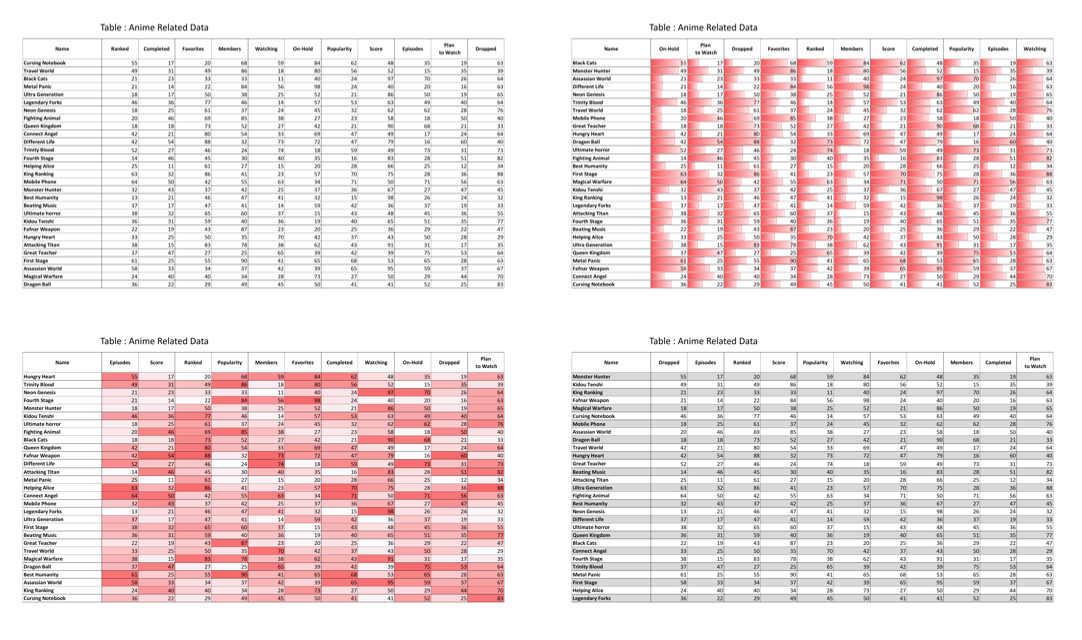 Table : Anime Related Data
Name Ranked Completed Favorites Members Watching On-Hold Popularity Score Episodes Plan to Watch Dropped
Cursing Notebook 55 17 20 68 59 84 62 48 35 19 63
Travel World 49 31 49 86 18 80 56 52 15 35 39
Black Cats 21 23 33 33 11 40 24 97 70 26 64
Metal Panic 21 14 22 84 56 98 24 40 20 16 63
Ultra Generation 18 17 50 38 25 52 21 86 50 19 65
Legendary Forks 46 36 77 46 14 57 53 63 49 40 64
Neon Genesis 18 25 61 37 24 45 32 62 62 28 76
Fighting Animal 20 46 69 85 38 27 23 58 18 50 40
Queen Kingdom 18 18 73 52 27 42 21 90 68 21 33
Connect Angel 42 21 80 54 33 69 47 49 17 24 64
Different Life 42 54 88 32 73 72 47 79 16 60 40
Trinity Blood 52 27 46 24 74 18 59 49 73 31 73
Fourth Stage 14 46 45 30 40 35 16 83 28 51 82
Helping Alice 25 11 61 27 15 20 28 66 25 12 34
King Ranking 63 32 86 41 23 57 70 75 28 36 88
Mobile Phone 64 50 42 55 63 34 71 50 71 56 63
Monster Hunter 32 43 37 42 25 37 36 67 27 47 45
Best Humanity 13 21 46 47 41 32 15 98 26 24 32
Beating Music 37 17 47 41 14 59 42 36 37 19 33
Ultimate horror 38 32 65 60 37 15 43 48 45 36 55
Kidou Tenshi 36 31 59 40 36 19 40 65 51 35 77
Fafnar Weapon 22 19 43 87 23 20 25 36 29 22 47
Hungry Heart 33 25 50 35 70 42 37 43 50 28 29
Attacking Titan 38 15 83 78 38 62 43 91 31 17 35
Great Teacher 37 47 27 25 65 39 42 39 75 53 64
First Stage 61 25 55 90 41 65 68 53 65 28 63
Assassian World 58 33 34 37 42 39 65 95 59 37 67
Magical Warfare 24 40 40 34 28 73 27 50 29 44 70
Dragon Ball 36 22 29 49 45 50 41 41 52 25 83
Table : Anime Related Data
Name On-Hold Plan to Watch Dropped Favorites Ranked Members Score Completed Popularity Episodes Watching
Black Cats 55 17 20 68 59 84 62 48 35 19 63
Monster Hunter 49 31 49 86 18 80 56 52 15 35 39
Assassian World 21 23 33 33 11 40 24 97 70 26 64
Different Life 21 14 22 84 56 98 24 40 20 16 63
Neon Genesis 18 17 50 38 25 52 21 86 50 19 65
Trinity Blood 46 36 77 46 14 57 53 63 49 40 64
Travel World 18 25 61 37 24 45 32 62 62 28 76
Mobile Phone 20 46 69 85 38 27 23 58 18 50 40
Great Teacher 18 18 73 52 27 42 21 90 68 21 33
Hungry Heart 42 21 80 54 33 69 47 49 17 24 64
Dragon Ball 42 54 88 32 73 72 47 79 16 60 40
Ultimate horror 52 27 46 24 74 18 59 49 73 31 73
Fighting Animal 14 46 45 30 40 35 16 83 28 51 82
Best Humanity 25 11 61 27 15 20 28 66 25 12 34
First Stage 63 32 86 41 23 57 70 75 28 36 88
Magical Warfare 64 50 42 55 63 34 71 50 71 56 63
Kidou Tenshi 32 43 37 42 25 37 36 67 27 47 45
King Ranking 13 21 46 47 41 32 15 98 26 24 32
Legendary Forks 37 17 47 41 14 59 42 36 37 19 33
Attacking Titan 38 32 65 60 37 15 43 48 45 36 55
Fourth Stage 36 31 59 40 36 19 40 65 51 35 77
Beating Music 22 19 43 87 23 20 25 36 29 22 47
Helping Alice 33 25 50 35 70 42 37 43 50 28 29
Ultra Generation 38 15 83 78 38 62 43 91 31 17 35
Queen Kingdom 37 47 27 25 65 39 42 39 75 53 64
Metal Panic 61 25 55 90 41 65 68 53 65 28 63
Fafnar Weapon 58 33 34 37 42 39 65 95 59 37 67
Connect Angel 24 40 40 34 28 73 27 50 29 44 70
Cursing Notebook 36 22 29 49 45 50 41 41 52 25 83
Table : Anime Related Data
Name Episodes Score Ranked Popularity Members Favorites Completed Watching On-Hold Dropped Plan to Watch
Hungry Heart 55 17 20 68 59 84 62 48 35 19 63
Trinity Blood 49 31 49 86 18 80 56 52 15 35 39
Neon Genesis 21 23 33 33 11 40 24 97 70 26 64
Fourth Stage 21 14 22 84 56 98 24 40 20 16 63
Monster Hunter 18 17 50 38 25 52 21 86 50 19 65
Kidou Tenshi 46 36 77 46 14 57 53 63 49 40 64
Ultimate horror 18 25 61 37 24 45 32 62 62 28 76
Fighting Animal 20 46 69 85 38 27 23 58 18 50 40
Black Cats 18 18 73 52 27 42 21 90 68 21 33
Queen Kingdom 42 21 80 54 33 69 47 49 17 24 64
Fafnar Weapon 42 54 88 32 73 72 47 79 16 60 40
Different Life 52 27 46 24 74 18 59 49 73 31 73
Attacking Titan 14 46 45 30 40 35 16 83 28 51 82
Metal Panic 25 11 61 27 15 20 28 66 25 12 34
Helping Alice 63 32 86 41 23 57 70 75 28 36 88
Connect Angel 64 50 42 55 63 34 71 50 71 56 63
Mobile Phone 32 43 37 42 25 37 36 67 27 47 45
Legendary Forks 13 21 46 47 41 32 15 98 26 24 32
Ultra Generation 37 17 47 41 14 59 42 36 37 19 33
First Stage 38 32 65 60 37 15 43 48 45 36 55
Beating Music 36 31 59 40 36 19 40 65 51 35 77
Great Teacher 22 19 43 87 23 20 25 36 29 22 47
Travel World 33 25 50 35 70 42 37 43 50 28 29
Magical Warfare 38 15 83 78 38 62 43 91 31 17 35
Dragon Ball 37 47 27 25 65 39 42 39 75 53 64
Best Humanity 61 25 55 90 41 65 68 53 65 28 63
Assassian World 58 33 34 37 42 39 65 95 59 37 67
King Ranking 24 40 40 34 28 73 27 50 29 44 70
Cursing Notebook 36 22 29 49 45 50 41 41 52 25 83
Table : Anime Related Data
Name Dropped Episodes Ranked Score Popularity Watching Favorites On-Hold Members Completed Plan to Watch
Monster Hunter 55 17 20 68 59 84 62 48 35 19 63
Kidou Tenshi 49 31 49 86 18 80 56 52 15 35 39
King Ranking 21 23 33 33 11 40 24 97 70 26 64
Fafnar Weapon 21 14 22 84 56 98 24 40 20 16 63
Magical Warfare 18 17 50 38 25 52 21 86 50 19 65
Cursing Notebook 46 36 77 46 14 57 53 63 49 40 64
Mobile Phone 18 25 61 37 24 45 32 62 62 28 76
Assassian World 20 46 69 85 38 27 23 58 18 50 40
Dragon Ball 18 18 73 52 27 42 21 90 68 21 33
Travel World 42 21 80 54 33 69 47 49 17 24 64
Hungry Heart 42 54 88 32 73 72 47 79 16 60 40
Great Teacher 52 27 46 24 74 18 59 49 73 31 73
Beating Music 14 46 45 30 40 35 16 83 28 51 82
Attacking Titan 25 11 61 27 15 20 28 66 25 12 34
Ultra Generation 63 32 86 41 23 57 70 75 28 36 88
Fighting Animal 64 50 42 55 63 34 71 50 71 56 63
Best Humanity 32 43 37 42 25 37 36 67 27 47 45
Neon Genesis 13 21 46 47 41 32 15 98 26 24 32
Different Life 37 17 47 41 14 59 42 36 37 19 33
Ultimate horror 38 32 65 60 37 15 43 48 45 36 55
Queen Kingdom 36 31 59 40 36 19 40 65 51 35 77
Black Cats 22 19 43 87 23 20 25 36 29 22 47
Connect Angel 33 25 50 35 70 42 37 43 50 28 29
Fourth Stage 38 15 83 78 38 62 43 91 31 17 35
Trinity Blood 37 47 27 25 65 39 42 39 75 53 64
Metal Panic 61 25 55 90 41 65 68 53 65 28 63
First Stage 58 33 34 37 42 39 65 95 59 37 67
Helping Alice 24 40 40 34 28 73 27 50 29 44 70
Legendary Forks 36 22 29 49 45 50 41 41 52 25 83